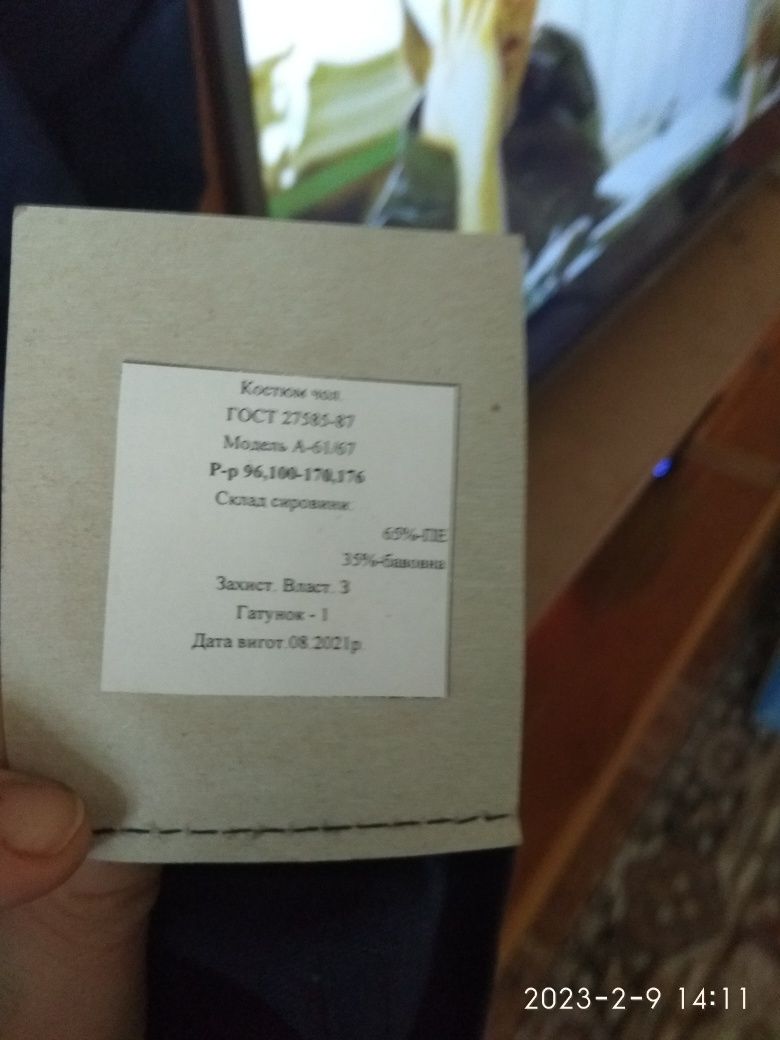 Костюм чол.
ГОСТ 27585-87
Модель А-61/67
Р-р 96,100-170,176
Склад сировини:
65%-ПЕ
35%-бавовна
Захист. Власт. З
Гатунок - 1
Дата вигот.08.2021р
2023-2-9 14:11